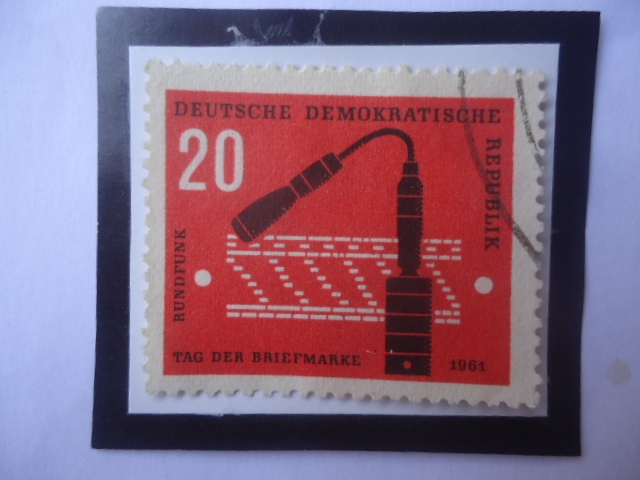 DEUTSCHE DEMOKRATISCHE
REPUBLIK
20
RUNDFUNK
TAG DER BRIEFMARKE
1961